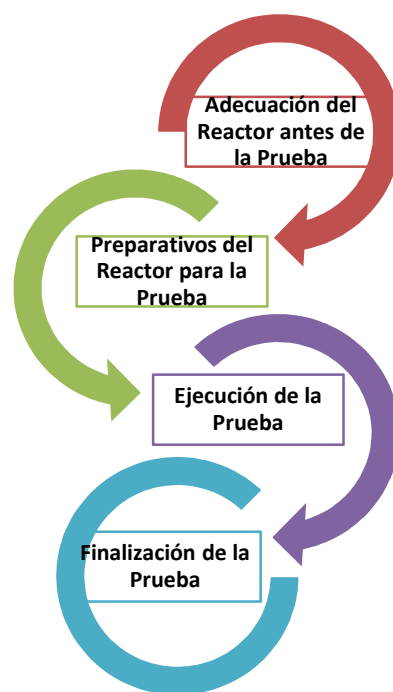 Adecuación del
Reactor antes de
la Prueba
Preparativos del
Reactor para la
Prueba
Ejecución de la
Prueba
Finalización de la
Prueba